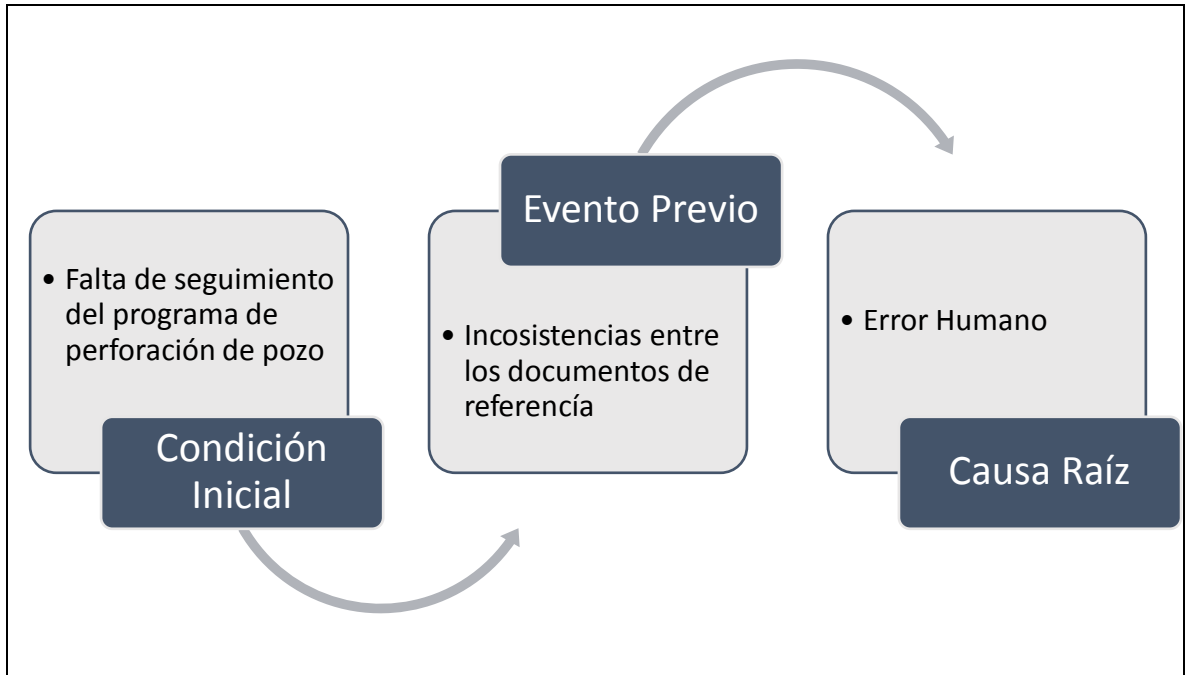 • Falta de seguimiento
del programa de
perforación de pozo
Condición
Inicial
Evento Previo
• Incosistencias entre
los documentos de
referencía
• Error Humano
Causa Raíz